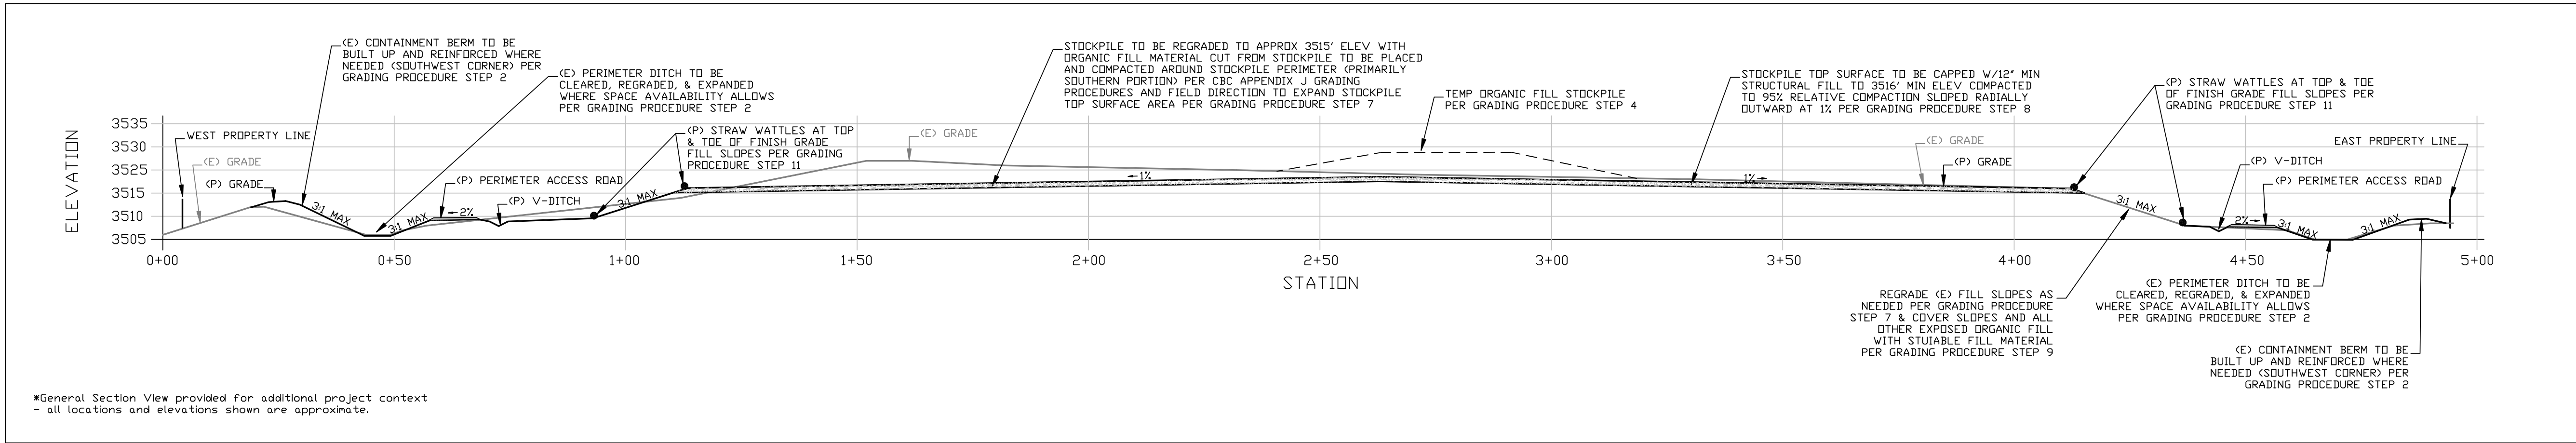 (E) CONTAINMENT BERM TO BE
BUILT UP AND REINFORCED WHERE
NEEDED (SOUTHWEST CORNER) PER
GRADING PROCEDURE STEP 2
(E) PERIMETER DITCH TO BE
CLEARED, REGRADED, & EXPANDED
WHERE SPACE AVAILABILITY ALLOWS
PER GRADING PROCEDURE STEP 2
STOCKPILE TO BE REGRADED TO APPROX 3515' ELEV WITH
ORGANIC FILL MATERIAL CUT FROM STOCKPILE TO BE PLACED
AND COMPACTED AROUND STOCKPILE PERIMETER (PRIMARILY
SOUTHERN PORTION) PER CBC APPENDIX J GRADING
PROCEDURES AND FIELD DIRECTION TO EXPAND STOCKPILE
TOP SURFACE AREA PER GRADING PROCEDURE STEP 7
TEMP ORGANIC FILL STOCKPILE
PER GRADING PROCEDURE STEP 4
STOCKPILE TOP SURFACE TO BE CAPPED W/12" MIN
STRUCTURAL FILL TO 3516' MIN ELEV COMPACTED
TO 95% RELATIVE COMPACTION SLOPED RADIALLY
OUTWARD AT 1% PER GRADING PROCEDURE STEP 8
(P) STRAW WATTLES AT TOP & TOE
OF FINISH GRADE FILL SLOPES PER
GRADING PROCEDURE STEP 11
ELEVATION
3535
3530
3525
3515
3510
3505
WEST PROPERTY LINE
(E) GRADE
(P) GRADE
3:1 MAX
3:1 MAX
2%
(P) PERIMETER ACCESS ROAD
(P) V-DITCH
(P) STRAW WATTLES AT TOP
& TOE OF FINISH GRADE
FILL SLOPES PER GRADING
PROCEDURE STEP 11
3:1 MAX
(E) GRADE
1%
1%
(E) GRADE
(P) GRADE
3:1 MAX
EAST PROPERTY LINE
(P) V-DITCH
(P) PERIMETER ACCESS ROAD
2%
3:1 MAX
3:1 MAX
0+00
0+50
1+00
1+50
2+00
2+50
3+00
3+50
4+00
4+50
5+00
STATION
REGRADE (E) FILL SLOPES AS
NEEDED PER GRADING PROCEDURE
STEP 7 & COVER SLOPES AND ALL
OTHER EXPOSED ORGANIC FILL
WITH STUIABLE FILL MATERIAL
PER GRADING PROCEDURE STEP 9
(E) PERIMETER DITCH TO BE
CLEARED, REGRADED, & EXPANDED
WHERE SPACE AVAILABILITY ALLOWS
PER GRADING PROCEDURE STEP 2
(E) CONTAINMENT BERM TO BE
BUILT UP AND REINFORCED WHERE
NEEDED (SOUTHWEST CORNER) PER
GRADING PROCEDURE STEP 2
*General Section View provided for additional project context
- all locations and elevations shown are approximate.